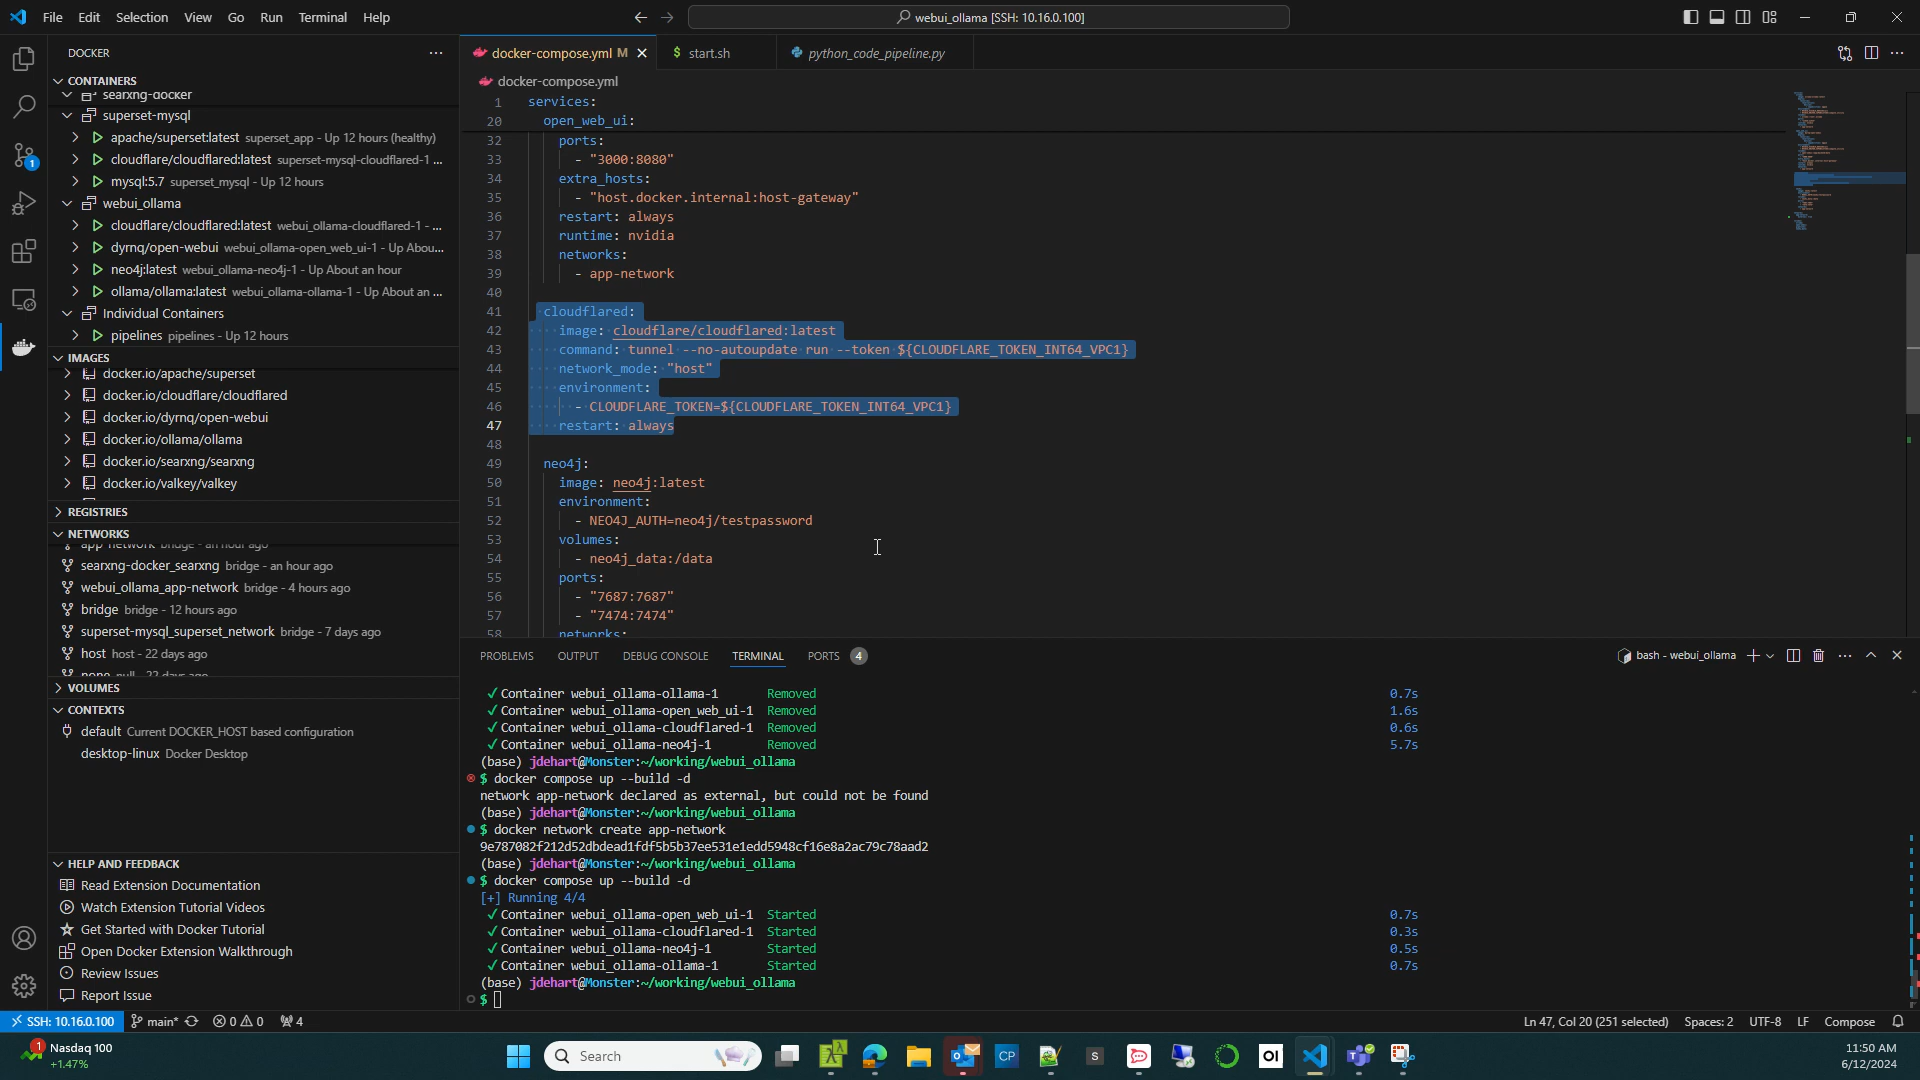 File Edit Selection View Go Run Terminal Help
webui_ollama [SSH: 10.16.0.100]
DOCKER
CONTAINERS
searxng-docker
superset-mysql
apache/superset:latest superset_app - Up 12 hours (healthy)
cloudflare/cloudflared:latest superset-mysql-cloudflared-1 ...
mysql:5.7 superset_mysql - Up 12 hours
webui_ollama
cloudflare/cloudflared:latest webui_ollama-cloudflared-1 - ...
dyrnq/open-webui webui_ollama-open_web_ui-1 - Up Abou...
neo4j:latest webui_ollama-neo4j-1 - Up About an hour
ollama/ollama:latest webui_ollama-ollama-1 - Up About an ...
Individual Containers
pipelines pipelines - Up 12 hours
IMAGES
docker.io/apache/superset
docker.io/cloudflare/cloudflared
docker.io/dyrnq/open-webui
docker.io/ollama/ollama
docker.io/searxng/searxng
docker.io/valkey/valkey
REGISTRIES
NETWORKS
app-network bridge - an hour ago
searxng-docker_searxng bridge - an hour ago
webui_ollama_app-network bridge - 4 hours ago
bridge bridge - 12 hours ago
superset-mysql_superset_network bridge - 7 days ago
host host - 22 days ago
none null - 22 days ago
VOLUMES
CONTEXTS
default Current DOCKER_HOST based configuration
desktop-linux Docker Desktop
HELP AND FEEDBACK
Read Extension Documentation
Watch Extension Tutorial Videos
Get Started with Docker Tutorial
Open Docker Extension Walkthrough
Review Issues
Report Issue
docker-compose.yml M
start.sh
python_code_pipeline.py
docker-compose.yml
1 services:
20 open_web_ui:
32 ports:
33 - "3000:8080"
34 extra_hosts:
35 - "host.docker.internal:host-gateway"
36 restart: always
37 runtime: nvidia
38 networks:
39 - app-network
40
41 cloudflared:
42 image: cloudflare/cloudflared:latest
43 command: tunnel --no-autoupdate run --token ${CLOUDFLARE_TOKEN_INT64_VPC1}
44 network_mode: "host"
45 environment:
46 - CLOUDFLARE_TOKEN=${CLOUDFLARE_TOKEN_INT64_VPC1}
47 restart: always
48
49 neo4j:
50 image: neo4j:latest
51 environment:
52 - NEO4J_AUTH=neo4j/testpassword
53 volumes:
54 - neo4j_data:/data
55 ports:
56 - "7687:7687"
57 - "7474:7474"
58 networks:
PROBLEMS OUTPUT DEBUG CONSOLE TERMINAL PORTS 4
bash - webui_ollama
✓ Container webui_ollama-ollama-1 Removed 0.7s
✓ Container webui_ollama-open_web_ui-1 Removed 1.6s
✓ Container webui_ollama-cloudflared-1 Removed 0.6s
✓ Container webui_ollama-neo4j-1 Removed 5.7s
(base) jdehart@Monster:~/working/webui_ollama
$ docker compose up --build -d
network app-network declared as external, but could not be found
(base) jdehart@Monster:~/working/webui_ollama
$ docker network create app-network
9e787082f212d52dbdead1fdf5b5b37ee531e1edd5948cf16e8a2ac79c78aad2
(base) jdehart@Monster:~/working/webui_ollama
$ docker compose up --build -d
[+] Running 4/4
✓ Container webui_ollama-open_web_ui-1 Started 0.7s
✓ Container webui_ollama-cloudflared-1 Started 0.3s
✓ Container webui_ollama-neo4j-1 Started 0.5s
✓ Container webui_ollama-ollama-1 Started 0.7s
(base) jdehart@Monster:~/working/webui_ollama
$
SSH: 10.16.0.100 main* 0 0 4
Ln 47, Col 20 (251 selected) Spaces: 2 UTF-8 LF Compose
1 Nasdaq 100
+1.47%
Search
CP
S
OI
11:50 AM
6/12/2024